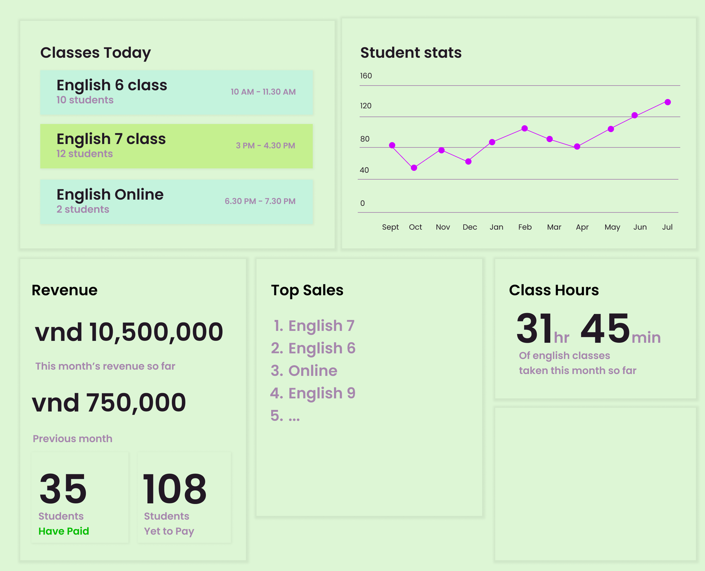 Classes Today
English 6 class
10 students
10 AM - 11.30 AM
English 7 class
12 students
3 PM - 4.30 PM
English Online
2 students
6.30 PM - 7.30 PM
Student stats
160
120
80
40
0
Sept Oct Nov Dec Jan Feb Mar Apr May Jun Jul
Revenue
vnd 10,500,000
This month's revenue so far
vnd 750,000
Previous month
35
Students
Have Paid
108
Students
Yet to Pay
Top Sales
1. English 7
2. English 6
3. Online
4. English 9
5. ...
Class Hours
31hr 45min
Of english classes
taken this month so far